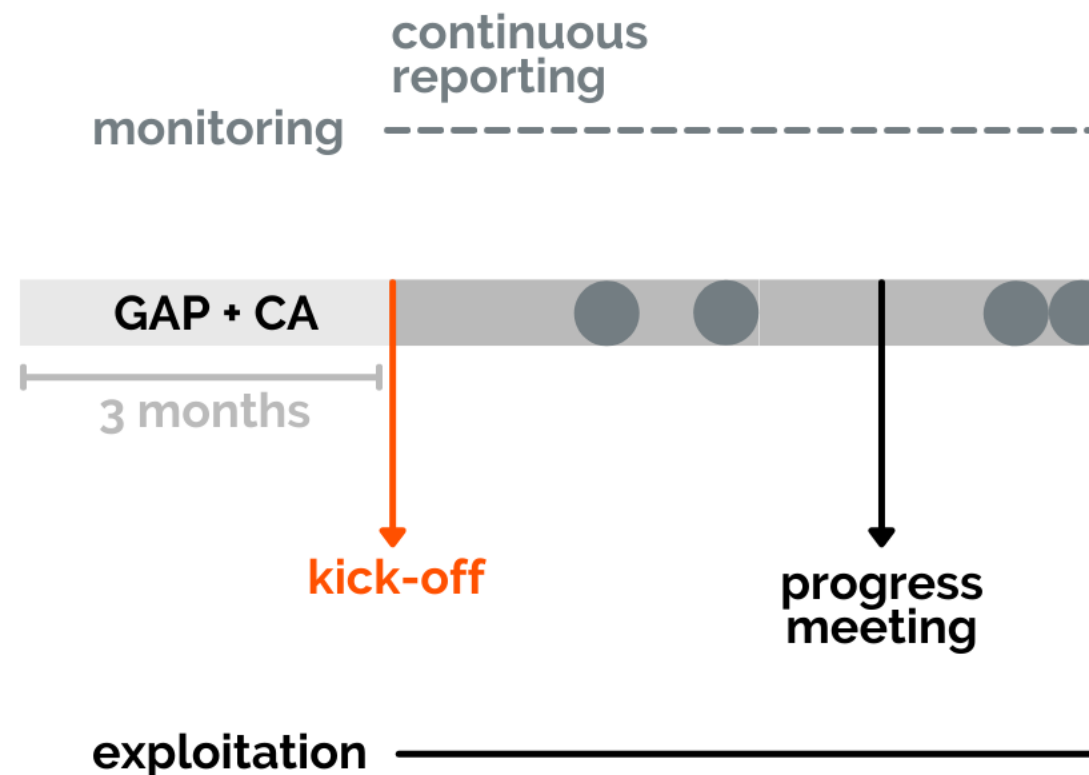 continuous
reporting
monitoring
GAP + CA
3 months
kick-off
progress
meeting
exploitation